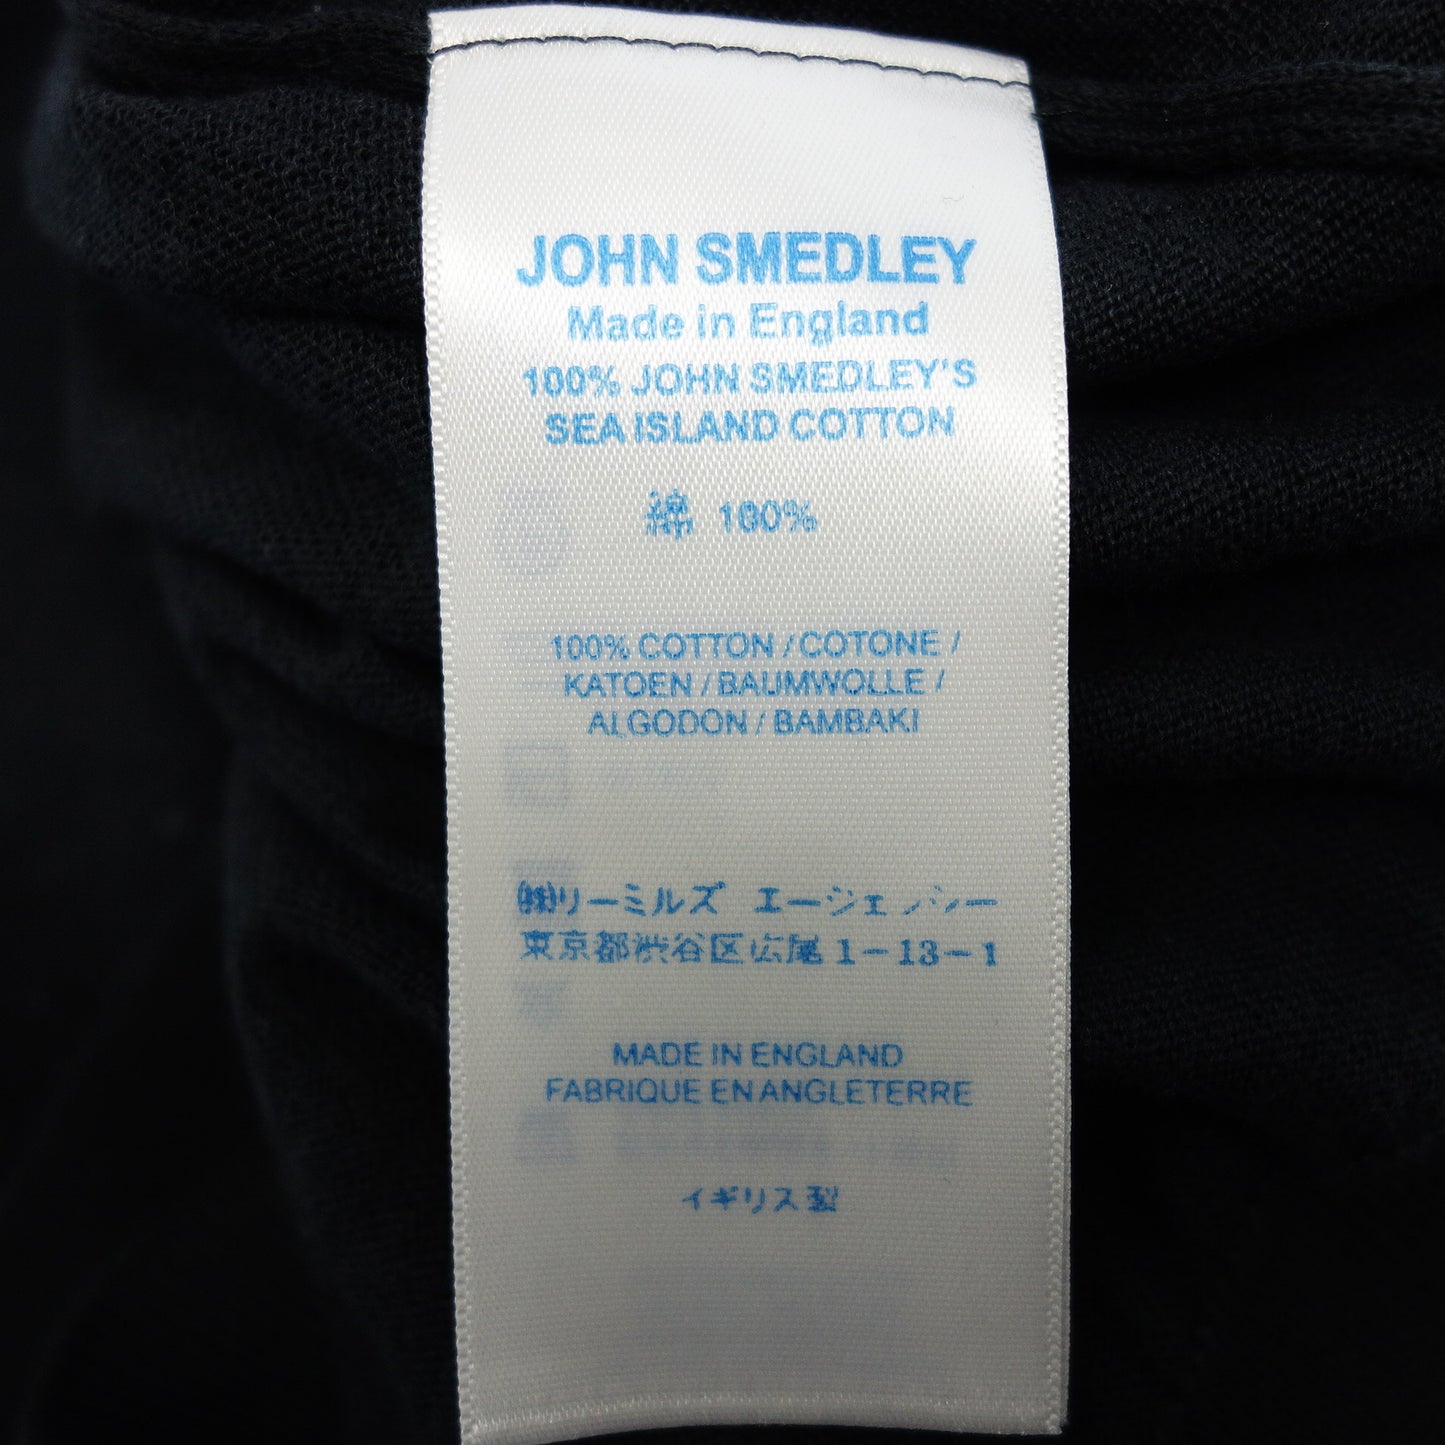 JOHN SMEDLEY
Made in England
100% JOHN SMEDLEY'S
SEA ISLAND COTTON
綿 100%
100% COTTON / COTONE /
KATOEN / BAUMWOLLE /
ALGODON / BAMBAKI
㈱リーミルズ エージェンシー
東京都渋谷区広尾1-13-1
MADE IN ENGLAND
FABRIQUE EN ANGLETERRE
イギリス製